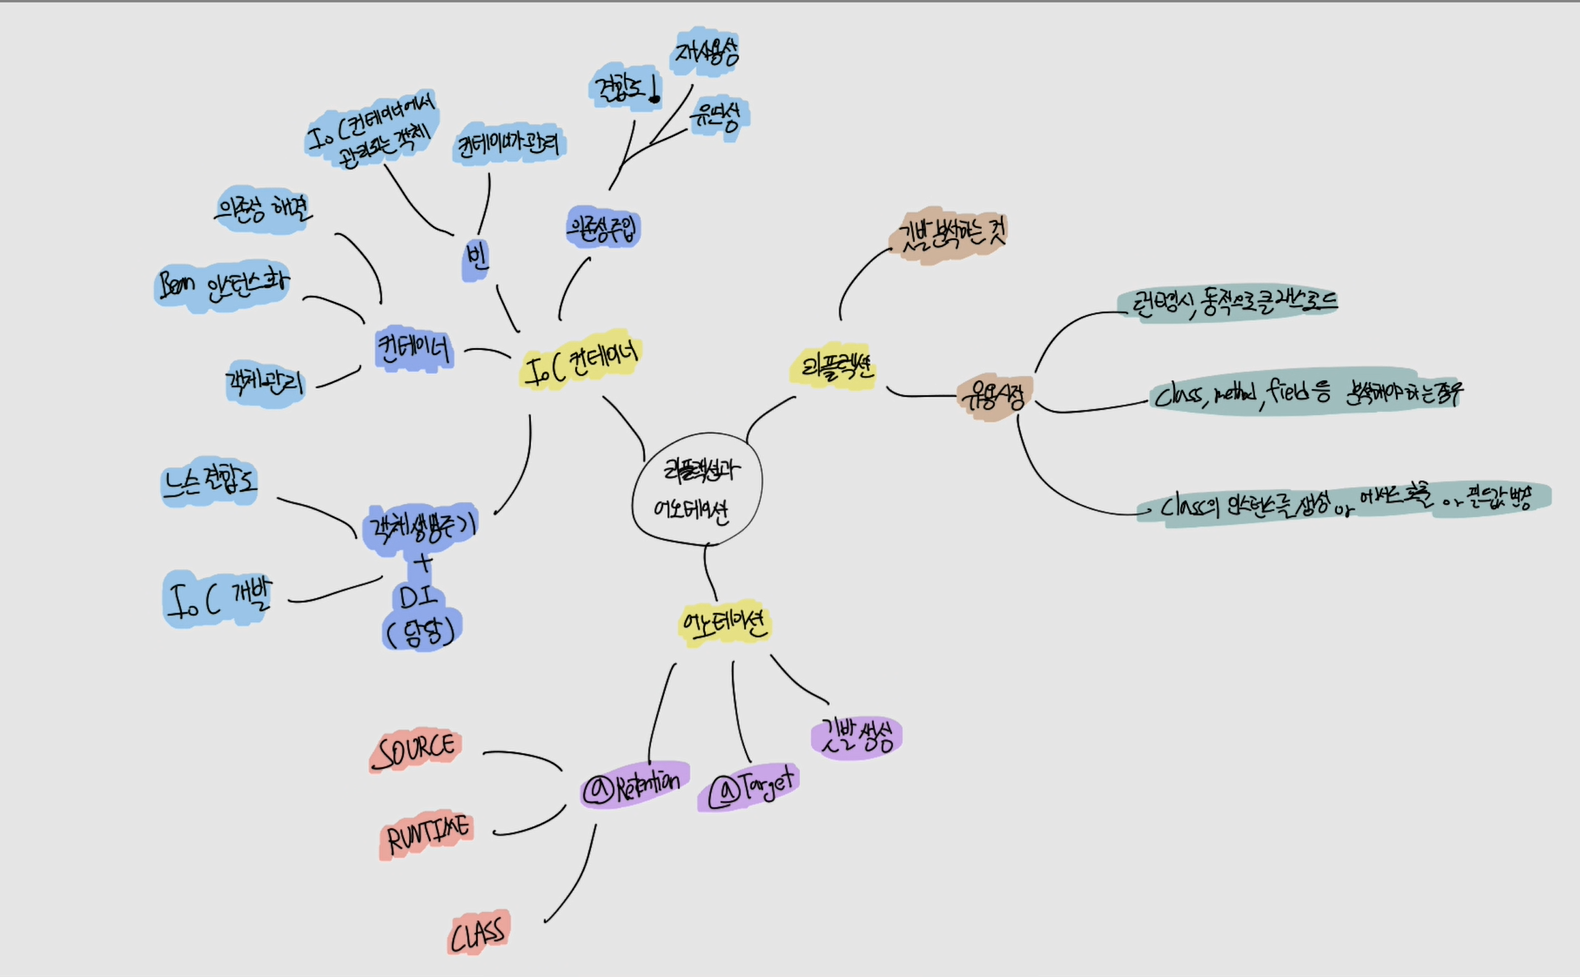 재사용성
결합도!
유연성
IoC 컨테이너에서
관리되는 객체
컨테이너가 관리
의존성 해결
의존성 주입
빈
깃발 분석하는 것
Bean 인스턴스화
런타임시, 동적으로 클래스 로드
컨테이너
IoC 컨테이너
리플렉션
객체 관리
유용시점
Class, method, field 등 분석해야 하는 경우
리플렉션과
어노테이션
느슨 결합도
Class의 인스턴스를 생성 or 메서드 호출 or 필드값 변경
객체 생명주기
+
DI
(담당)
IoC 개발
어노테이션
깃발 생성
SOURCE
@Retention
@Target
RUNTIME
CLASS